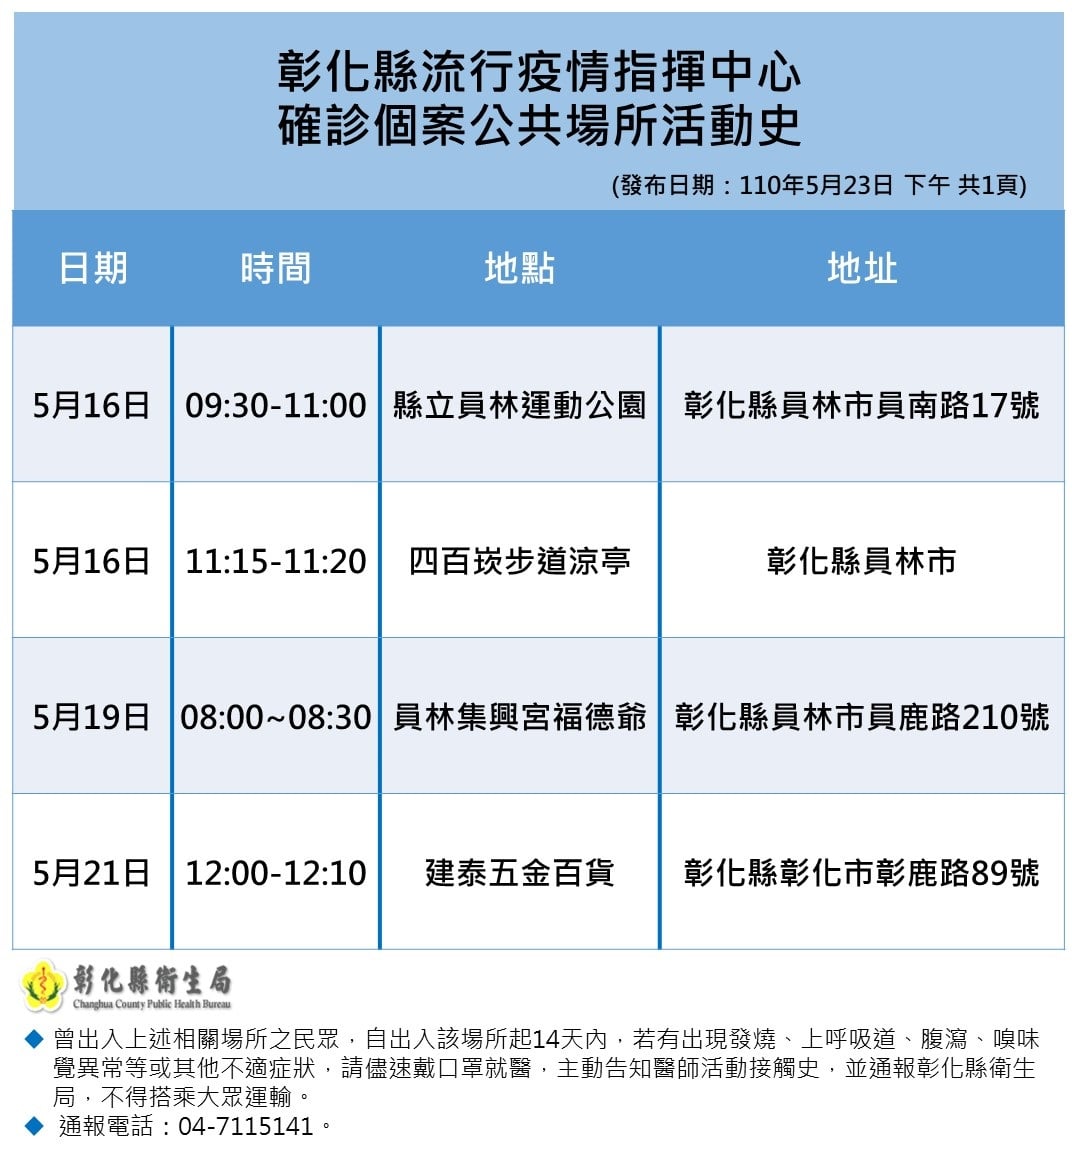 彰化縣流行疫情指揮中心
確診個案公共場所活動史
(發布日期：110年5月23日 下午 共1頁)
日期 時間 地點 地址
5月16日 09:30-11:00 縣立員林運動公園 彰化縣員林市員南路17號
5月16日 11:15-11:20 四百崁步道涼亭 彰化縣員林市
5月19日 08:00~08:30 員林集興宮福德爺 彰化縣員林市員鹿路210號
5月21日 12:00-12:10 建泰五金百貨 彰化縣彰化市彰鹿路89號
彰化縣衛生局
Changhua County Public Health Bureau
◆ 曾出入上述相關場所之民眾，自出入該場所起14天內，若有出現發燒、上呼吸道、腹瀉、嗅味
覺異常等或其他不適症狀，請儘速戴口罩就醫，主動告知醫師活動接觸史，並通報彰化縣衛生
局，不得搭乘大眾運輸。
◆ 通報電話：04-7115141。